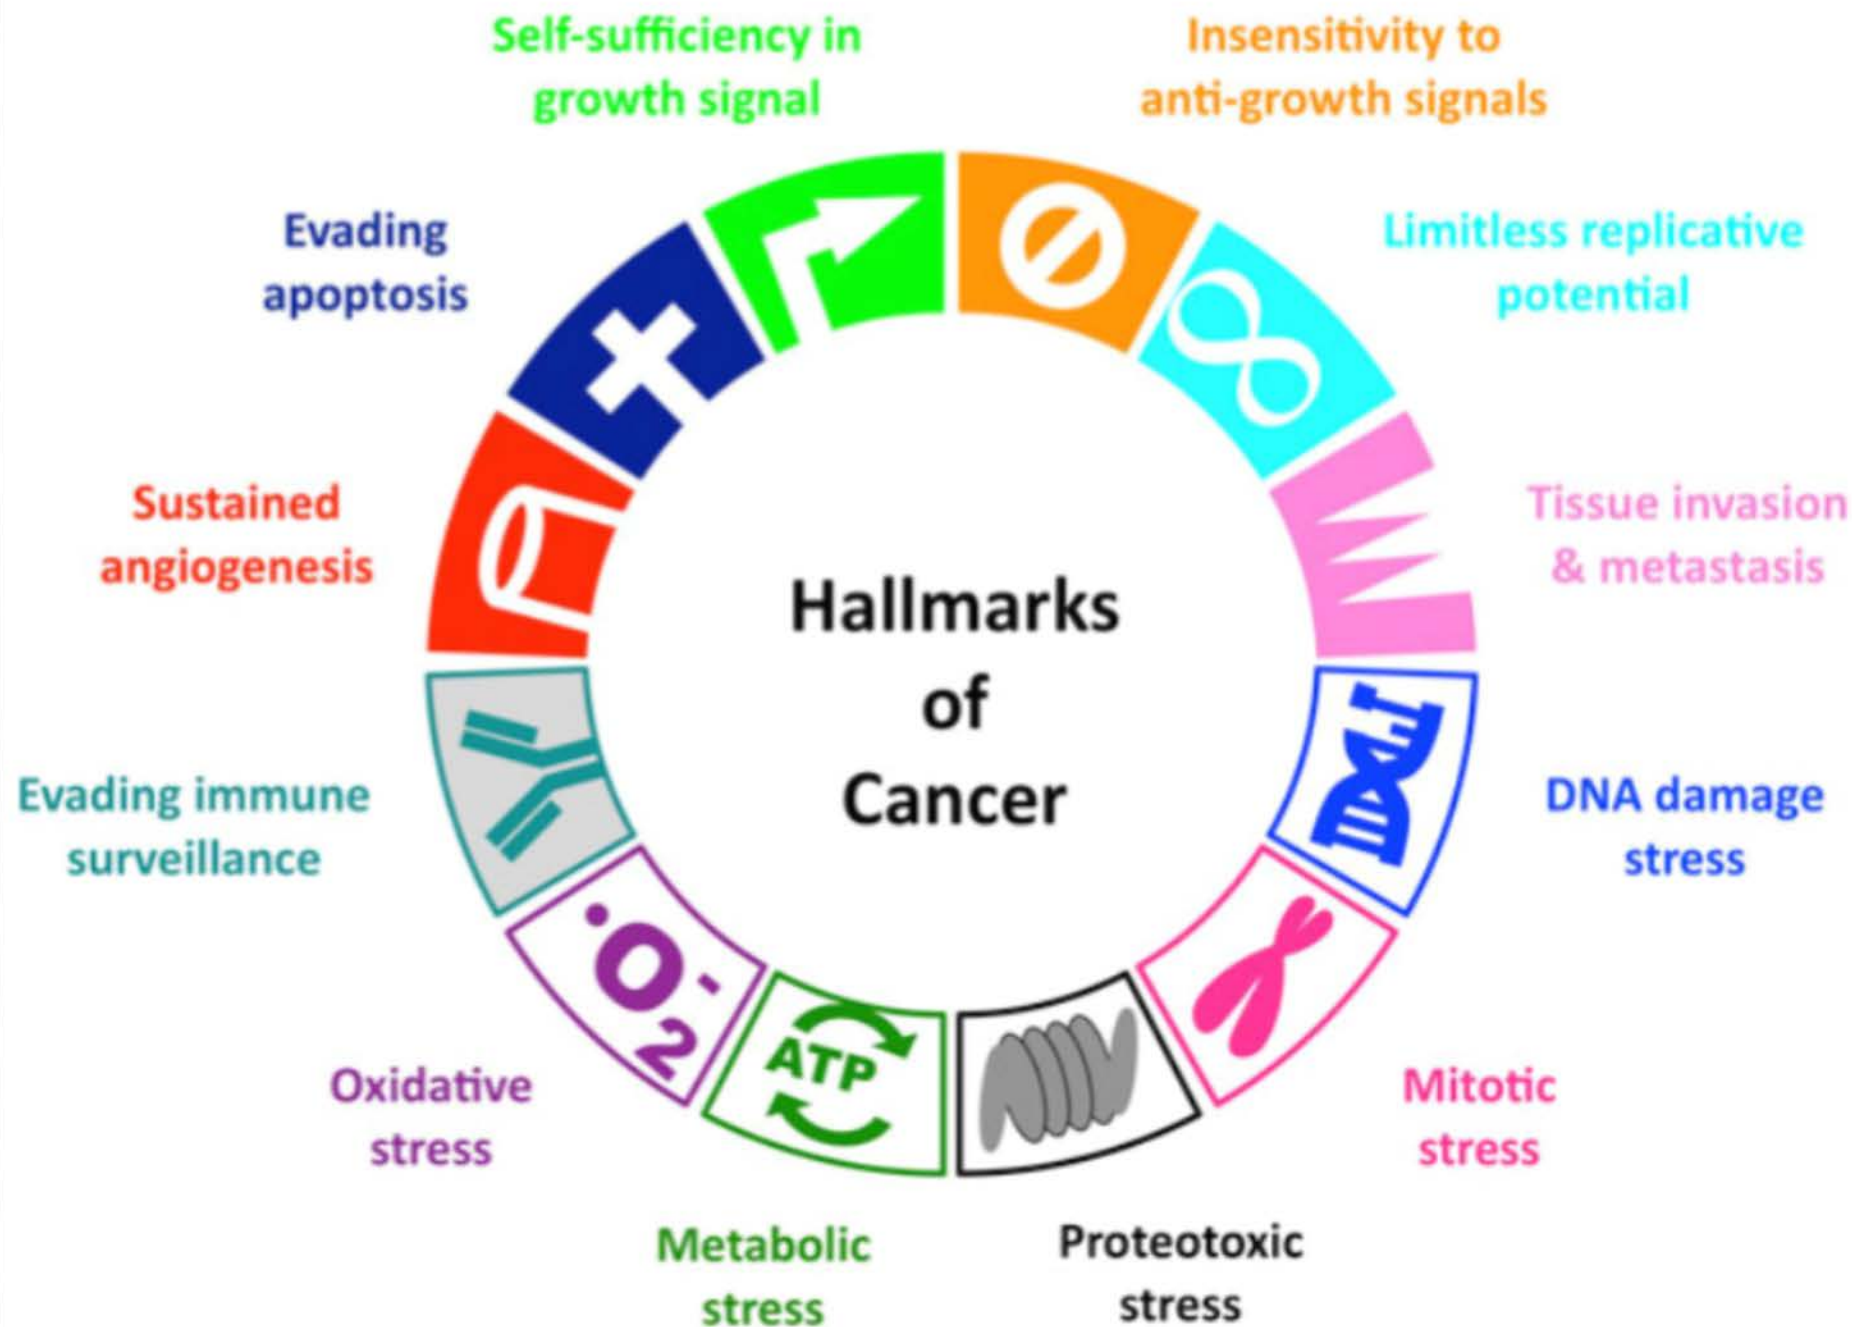 Self-sufficiency in
growth signal
Insensitivity to
anti-growth signals
Evading
apoptosis
Limitless replicative
potential
Sustained
angiogenesis
Tissue invasion
& metastasis
Hallmarks
of
Cancer
Evading immune
surveillance
DNA damage
stress
•O2-
ATP
Oxidative
stress
Mitotic
stress
Metabolic
stress
Proteotoxic
stress